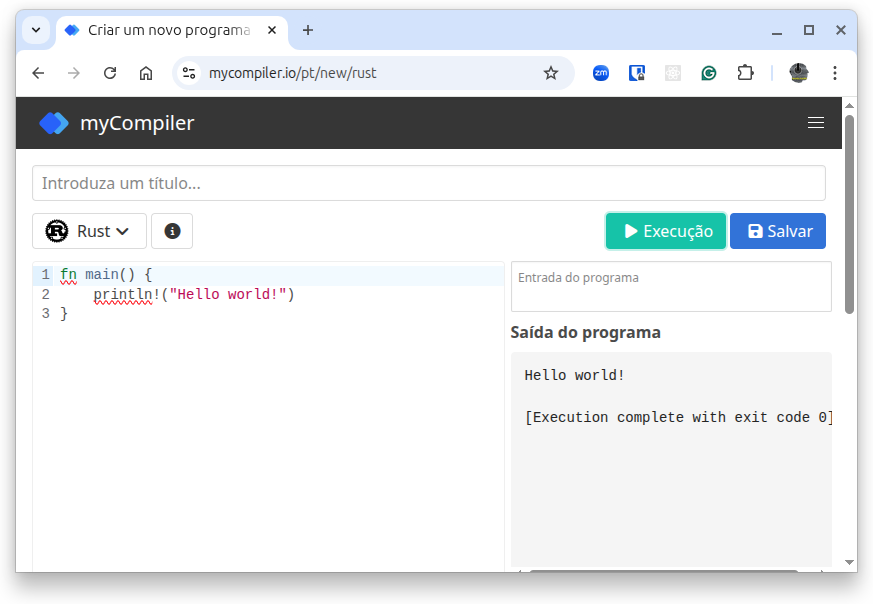 Criar um novo programa
mycompiler.io/pt/new/rust
zm
myCompiler
Introduza um título...
Rust
Execução
Salvar
1 fn main() {
2 println!("Hello world!")
3 }
Entrada do programa
Saída do programa
Hello world!
[Execution complete with exit code 0]